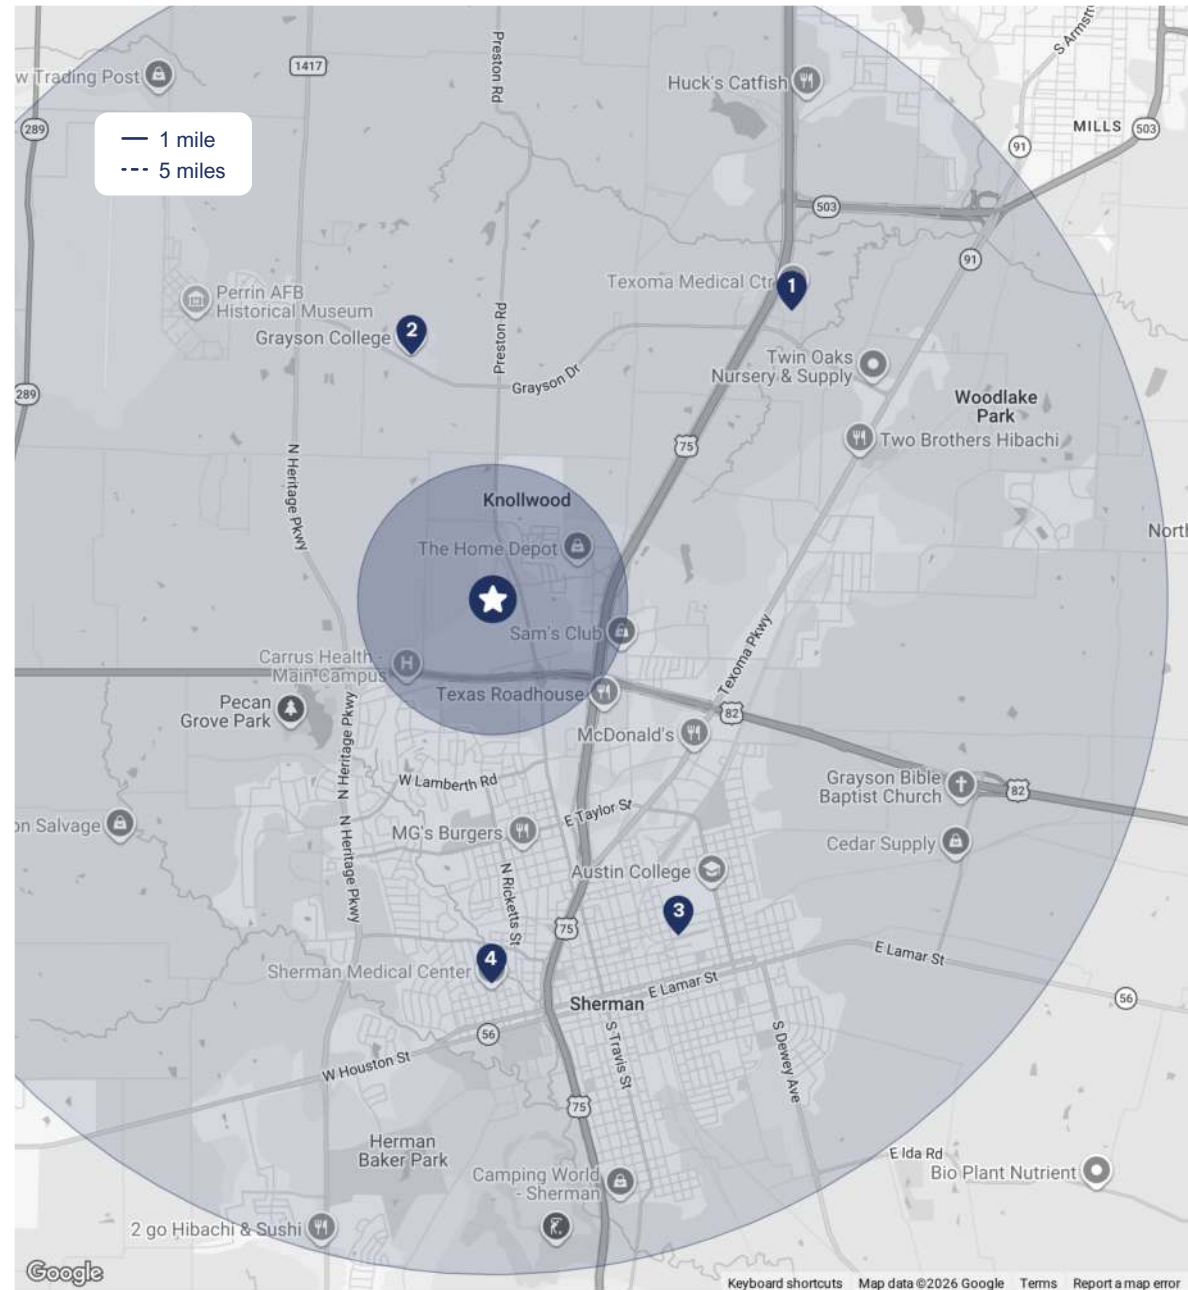 w Trading Post
1417
Preston Rd
Huck's Catfish
S Armstr
289
1 mile
5 miles
MILLS
503
91
503
91
Texoma Medical Ctr
1
Perrin AFB
Historical Museum
Grayson College
2
Preston Rd
Grayson Dr
Twin Oaks
Nursery & Supply
289
Woodlake
Park
75
Two Brothers Hibachi
N Heritage Pkwy
Knollwood
The Home Depot
North
Sam's Club
Texoma Pkwy
Carrus Health -
Main Campus
H
Texas Roadhouse
Pecan
Grove Park
82
McDonald's
N Heritage Pkwy
W Lamberth Rd
Grayson Bible
Baptist Church
82
on Salvage
E Taylor St
MG's Burgers
Cedar Supply
N Heritage Pkwy
Austin College
N Ricketts St
3
75
E Lamar St
4
Sherman Medical Center
E Lamar St
Sherman
56
56
S Travis St
S Dewey Ave
W Houston St
75
Herman
Baker Park
E Ida Rd
Camping World
- Sherman
Bio Plant Nutrient
2 go Hibachi & Sushi
Google
Keyboard shortcuts Map data ©2026 Google Terms Report a map error